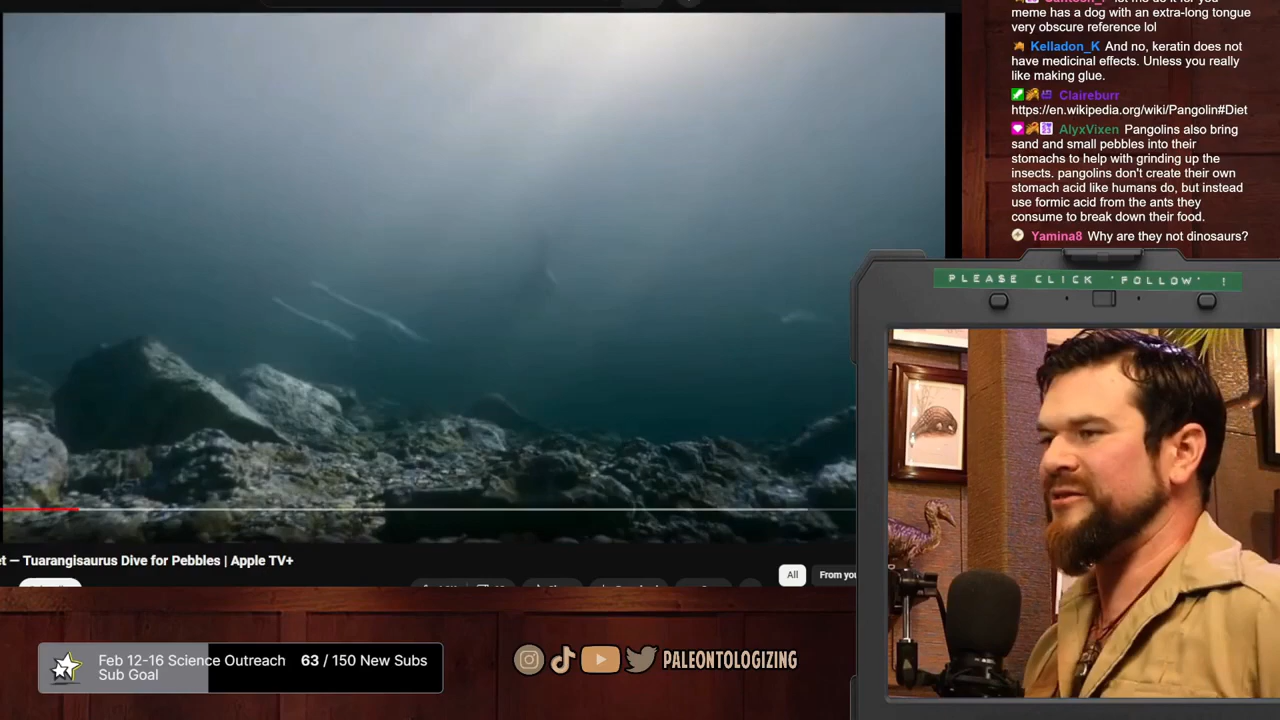 meme has a dog with an extra-long tongue
very obscure reference lol
Kelladon_K And no, keratin does not
have medicinal effects. Unless you really
like making glue.
Claireburr
https://en.wikipedia.org/wiki/Pangolin#Diet
AlyxVixen Pangolins also bring
sand and small pebbles into their
stomachs to help with grinding up the
insects. pangolins don't create their own
stomach acid like humans do, but instead
use formic acid from the ants they
consume to break down their food.
Yamina8 Why are they not dinosaurs?
PLEASE CLICK "FOLLOW" !
et — Tuarangisaurus Dive for Pebbles | Apple TV+
All
From you
Feb 12-16 Science Outreach 63 / 150 New Subs
Sub Goal
PALEONTOLOGIZING